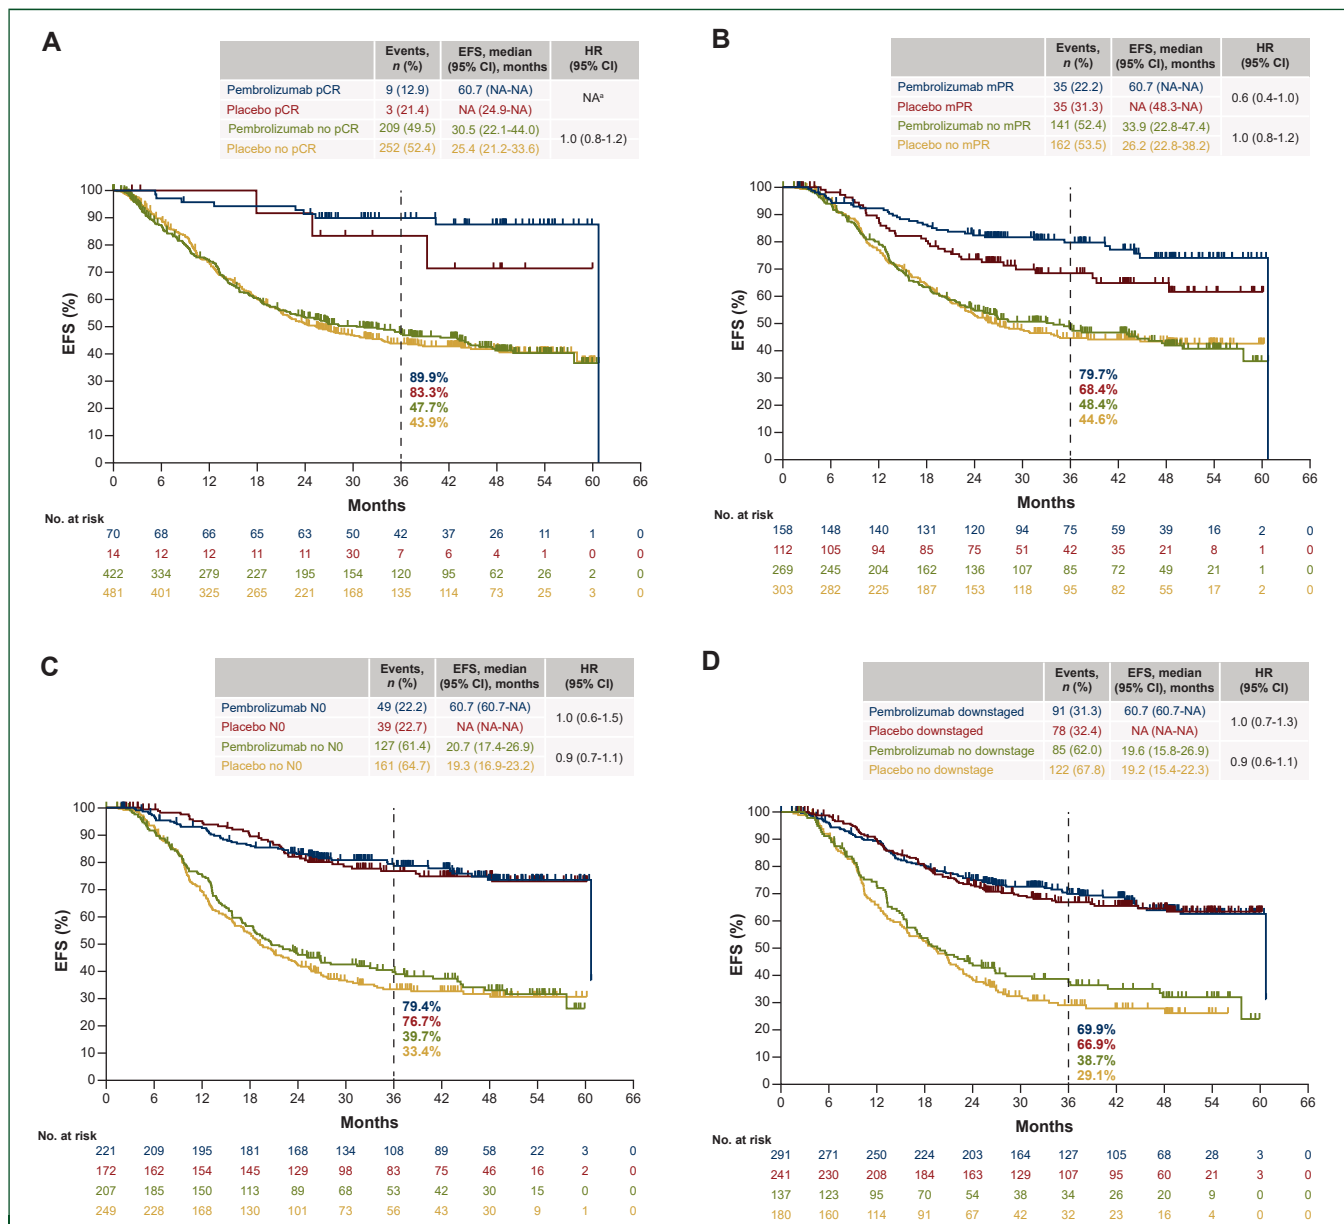 A
Events, n (%) EFS, median (95% CI), months HR (95% CI)
Pembrolizumab pCR 9 (12.9) 60.7 (NA-NA) NAª
Placebo pCR 3 (21.4) NA (24.9-NA)
Pembrolizumab no pCR 209 (49.5) 30.5 (22.1-44.0) 1.0 (0.8-1.2)
Placebo no pCR 252 (52.4) 25.4 (21.2-33.6)
EFS (%)
100
90
80
70
60
50
40
30
20
10
0
89.9%
83.3%
47.7%
43.9%
0 6 12 18 24 30 36 42 48 54 60 66
Months
No. at risk
70 68 66 65 63 50 42 37 26 11 1 0
14 12 12 11 11 30 7 6 4 1 0 0
422 334 279 227 195 154 120 95 62 26 2 0
481 401 325 265 221 168 135 114 73 25 3 0
B
Events, n (%) EFS, median (95% CI), months HR (95% CI)
Pembrolizumab mPR 35 (22.2) 60.7 (NA-NA) 0.6 (0.4-1.0)
Placebo mPR 35 (31.3) NA (48.3-NA)
Pembrolizumab no mPR 141 (52.4) 33.9 (22.8-47.4) 1.0 (0.8-1.2)
Placebo no mPR 162 (53.5) 26.2 (22.8-38.2)
EFS (%)
100
90
80
70
60
50
40
30
20
10
0
79.7%
68.4%
48.4%
44.6%
0 6 12 18 24 30 36 42 48 54 60 66
Months
No. at risk
158 148 140 131 120 94 75 59 39 16 2 0
112 105 94 85 75 51 42 35 21 8 1 0
269 245 204 162 136 107 85 72 49 21 1 0
303 282 225 187 153 118 95 82 55 17 2 0
C
Events, n (%) EFS, median (95% CI), months HR (95% CI)
Pembrolizumab N0 49 (22.2) 60.7 (60.7-NA) 1.0 (0.6-1.5)
Placebo N0 39 (22.7) NA (NA-NA)
Pembrolizumab no N0 127 (61.4) 20.7 (17.4-26.9) 0.9 (0.7-1.1)
Placebo no N0 161 (64.7) 19.3 (16.9-23.2)
EFS (%)
100
90
80
70
60
50
40
30
20
10
0
79.4%
76.7%
39.7%
33.4%
0 6 12 18 24 30 36 42 48 54 60 66
Months
No. at risk
221 209 195 181 168 134 108 89 58 22 3 0
172 162 154 145 129 98 83 75 46 16 2 0
207 185 150 113 89 68 53 42 30 15 0 0
249 228 168 130 101 73 56 43 30 9 1 0
D
Events, n (%) EFS, median (95% CI), months HR (95% CI)
Pembrolizumab downstaged 91 (31.3) 60.7 (60.7-NA) 1.0 (0.7-1.3)
Placebo downstaged 78 (32.4) NA (NA-NA)
Pembrolizumab no downstage 85 (62.0) 19.6 (15.8-26.9) 0.9 (0.6-1.1)
Placebo no downstage 122 (67.8) 19.2 (15.4-22.3)
EFS (%)
100
90
80
70
60
50
40
30
20
10
0
69.9%
66.9%
38.7%
29.1%
0 6 12 18 24 30 36 42 48 54 60 66
Months
No. at risk
291 271 250 224 203 164 127 105 68 28 3 0
241 230 208 184 163 129 107 95 60 21 3 0
137 123 95 70 54 38 34 26 20 9 0 0
180 160 114 91 67 42 32 23 16 4 0 0